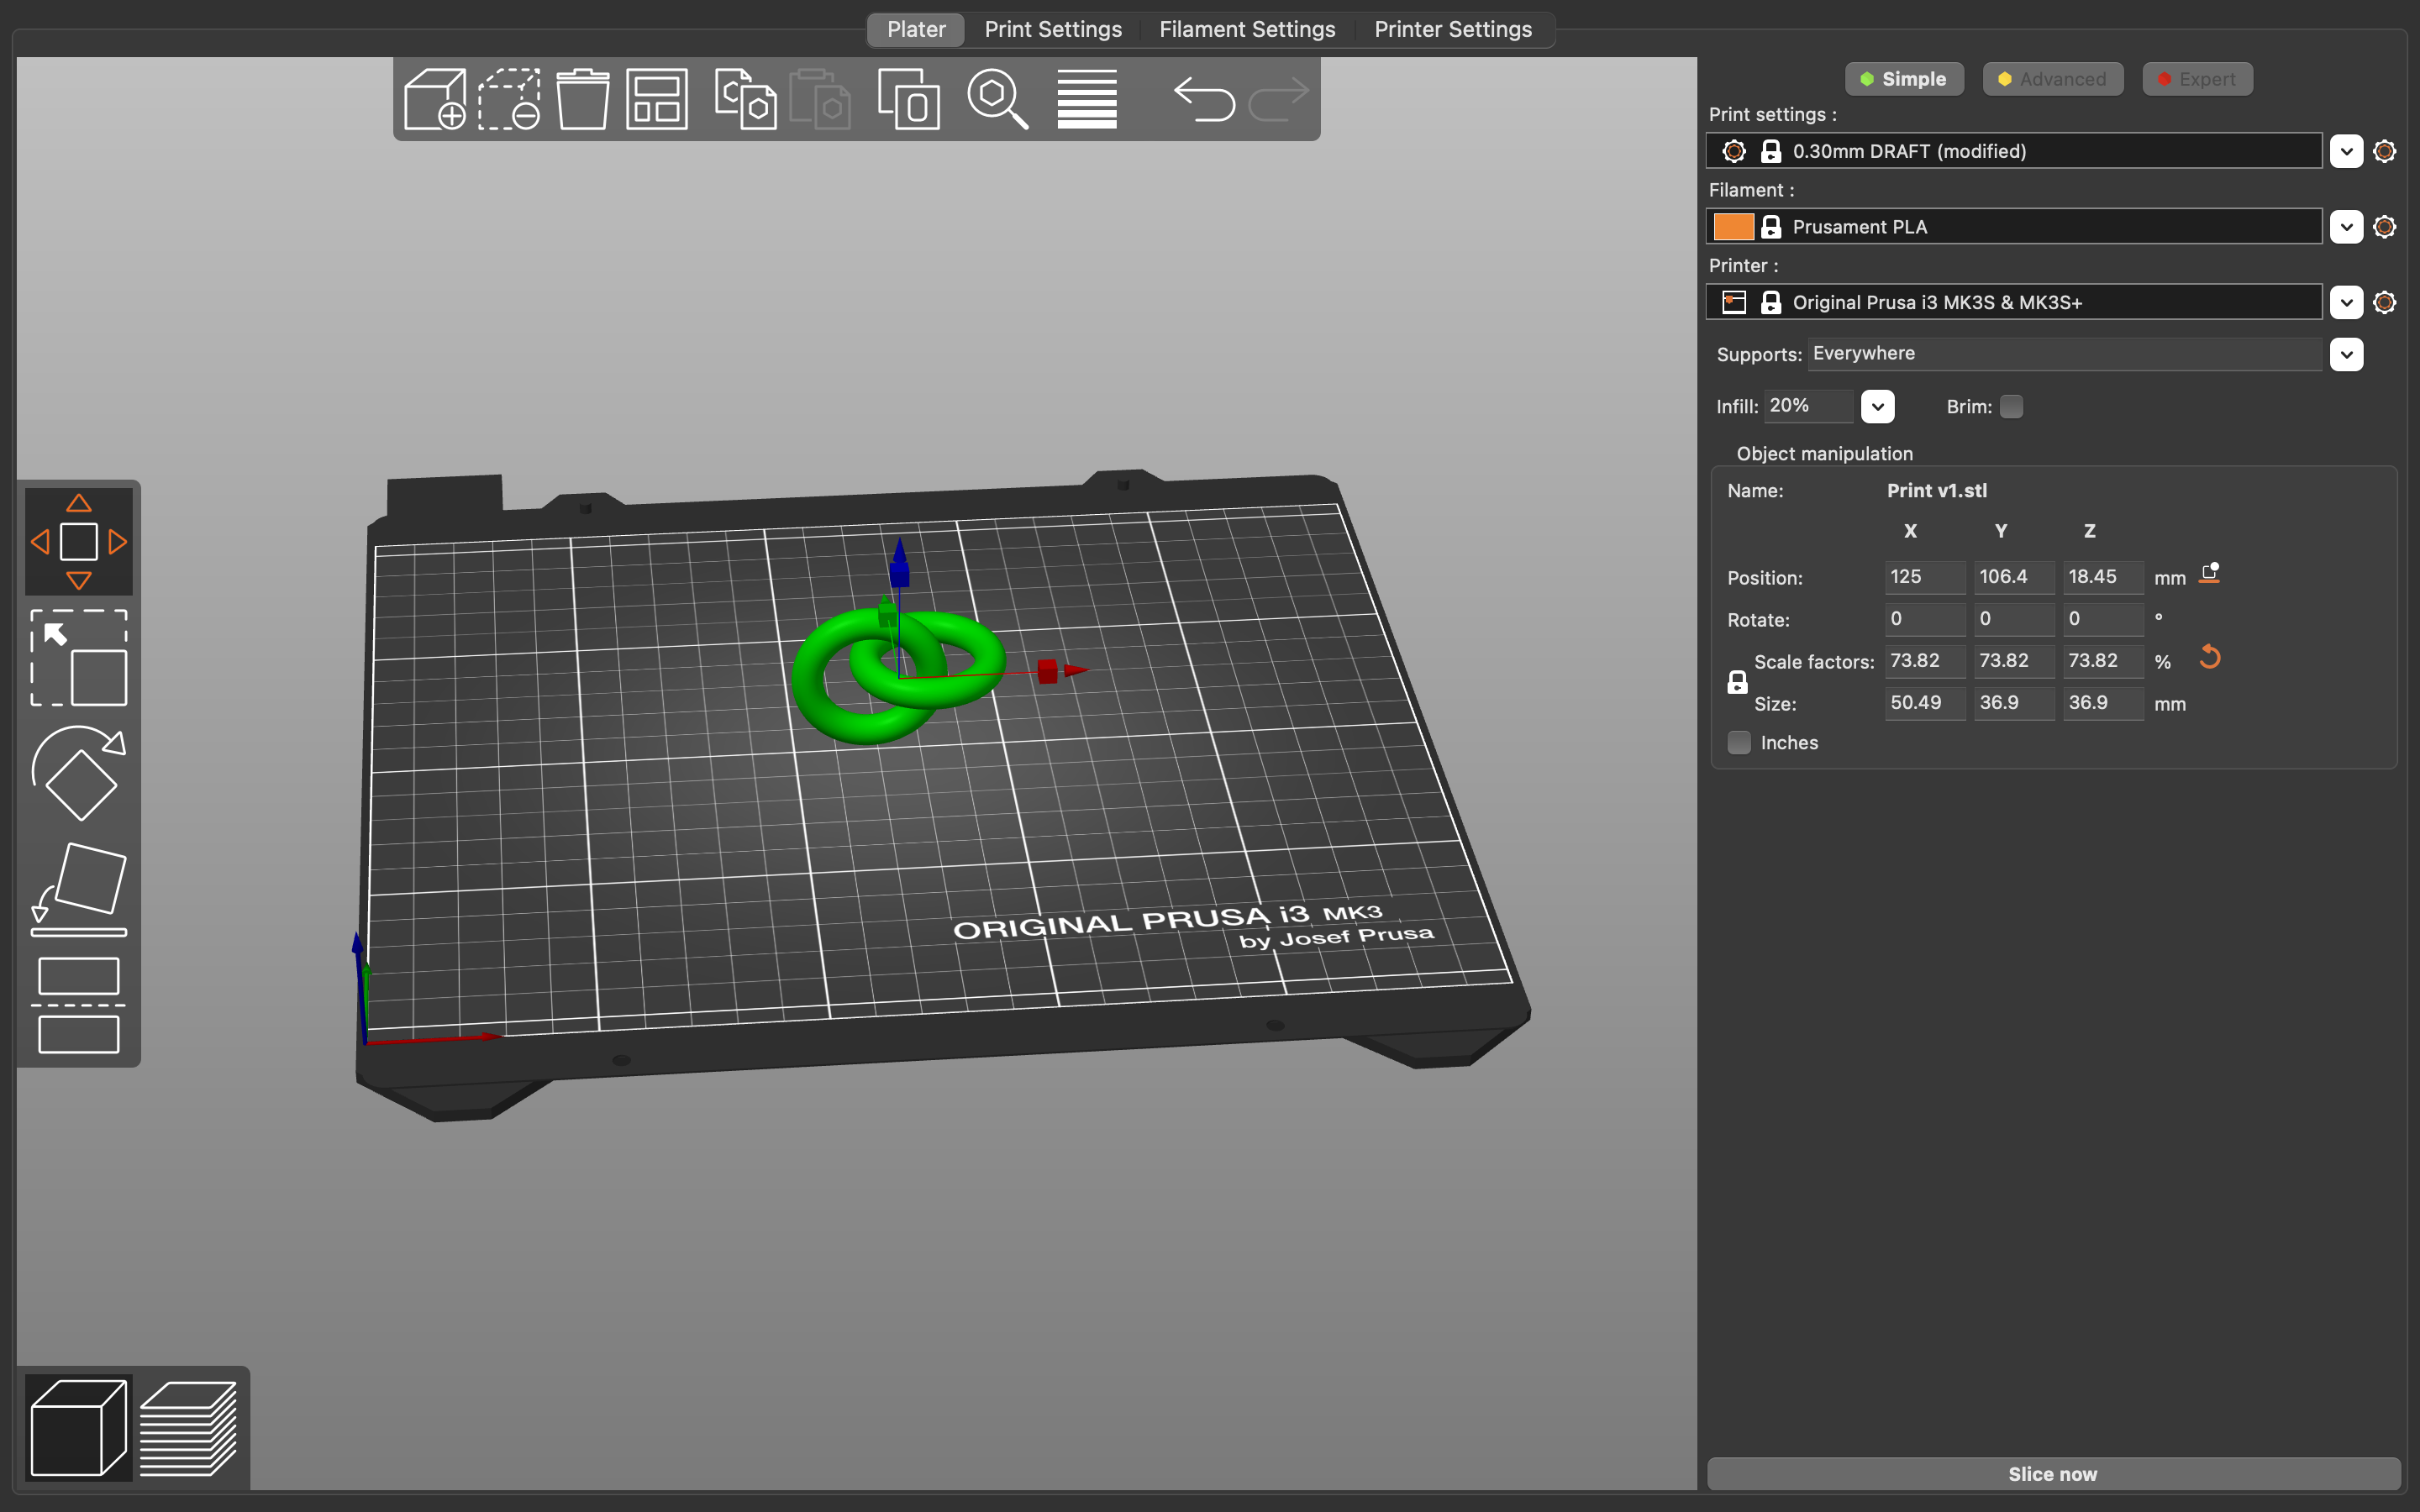 Plater Print Settings Filament Settings Printer Settings
Simple Advanced Expert
Print settings :
0.30mm DRAFT (modified)
Filament :
Prusament PLA
Printer :
Original Prusa i3 MK3S & MK3S+
Supports: Everywhere
Infill: 20% Brim:
Object manipulation
Name: Print v1.stl
X Y Z
Position: 125 106.4 18.45 mm
Rotate: 0 0 0 °
Scale factors: 73.82 73.82 73.82 %
Size: 50.49 36.9 36.9 mm
Inches
ORIGINAL PRUSA i3 MK3
by Josef Prusa
Slice now